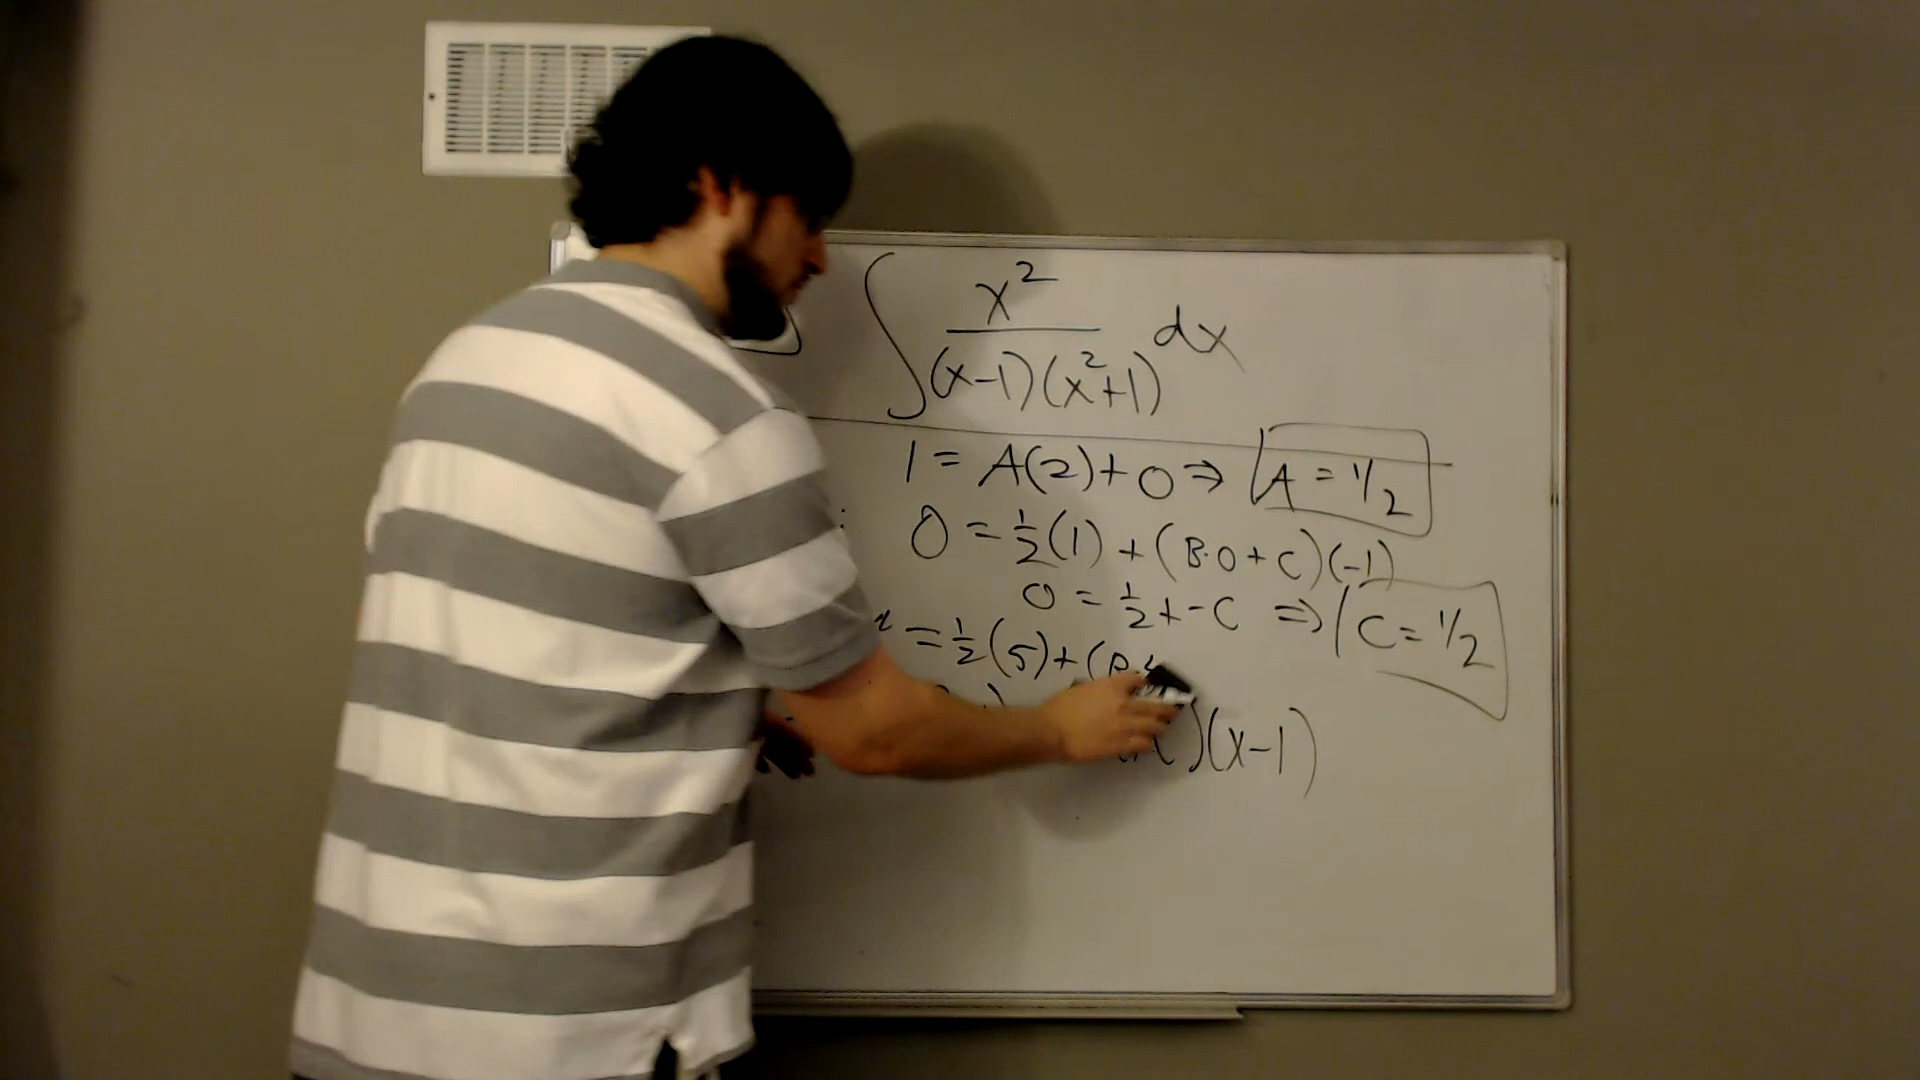 ∫ x²/((x-1)(x²+1)) dx
1 = A(2)+0 ⇒ A = 1/2
: 0 = 1/2(1) + (B·0+C)(-1)
0 = 1/2+-C ⇒ C = 1/2
= 1/2(5)+(
)(x-1)